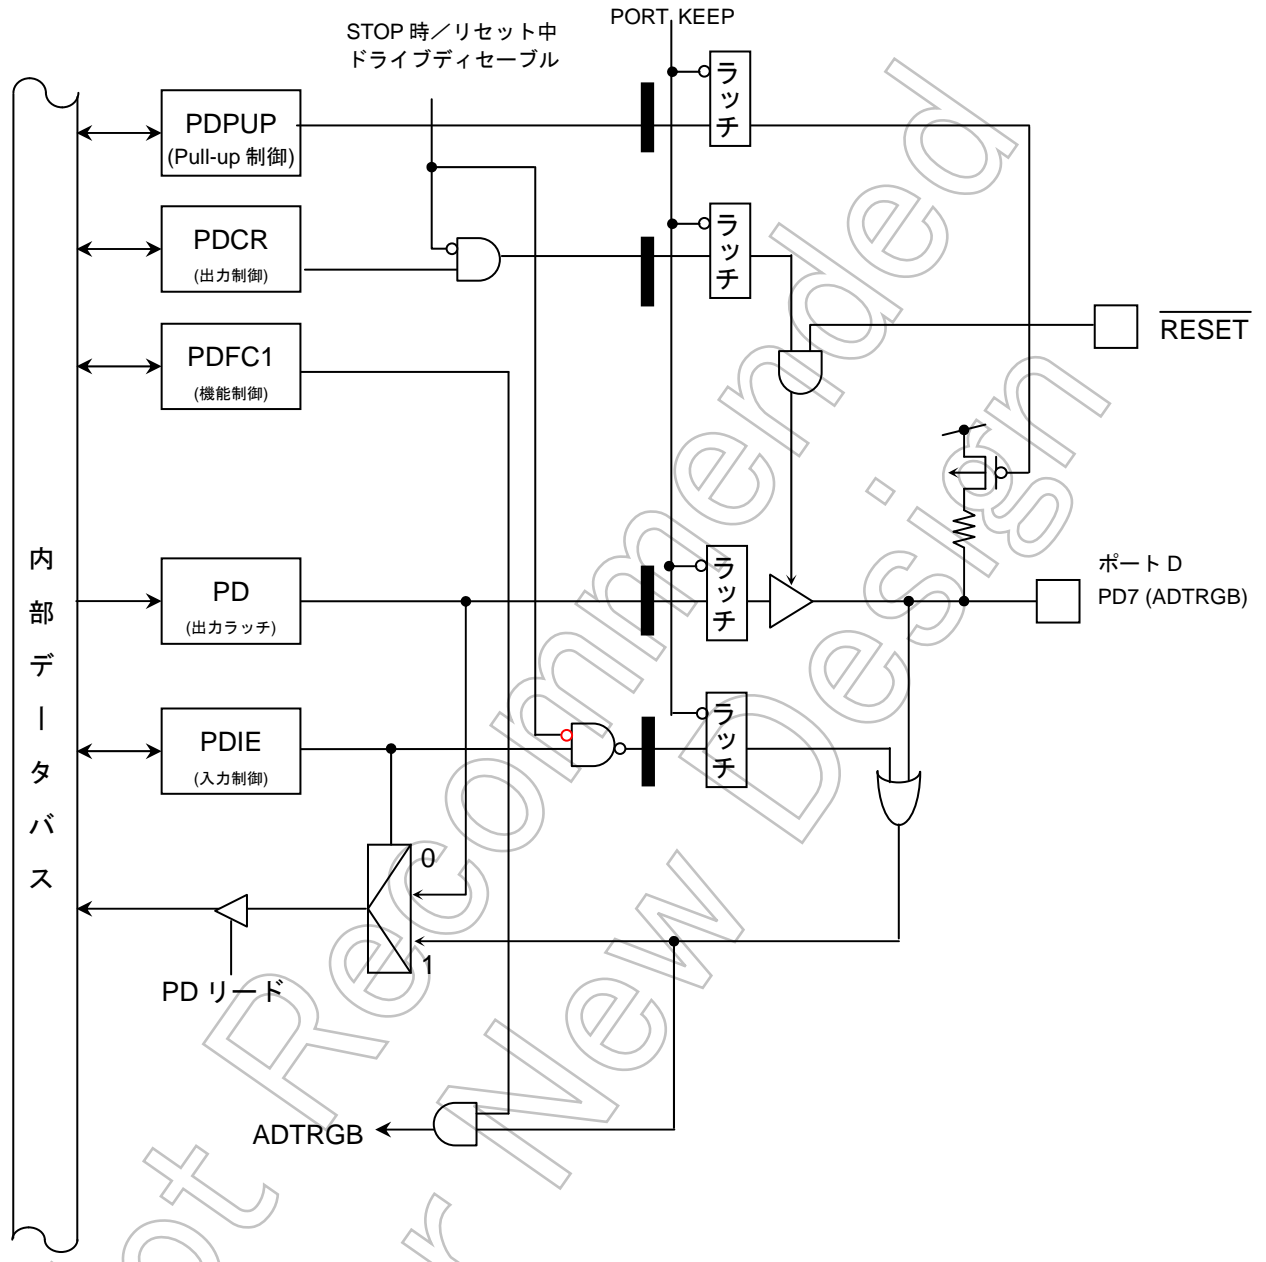 PORT KEEP
STOP 時／リセット中
ドライブディセーブル
ラッチ
PDPUP
(Pull-up 制御)
ラッチ
PDCR
(出力制御)
RESET
PDFC1
(機能制御)
内部データバス
ラッチ
PD
(出力ラッチ)
ポート D
PD7 (ADTRGB)
ラッチ
PDIE
(入力制御)
0
1
PD リード
ADTRGB
Not Recommended
for New Design